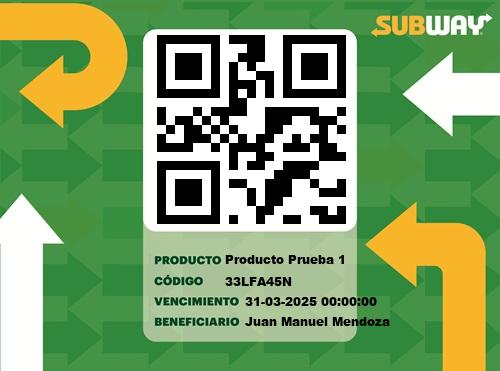 SUBWAY
PRODUCTO Producto Prueba 1
CÓDIGO 33LFA45N
VENCIMIENTO 31-03-2025 00:00:00
BENEFICIARIO Juan Manuel Mendoza